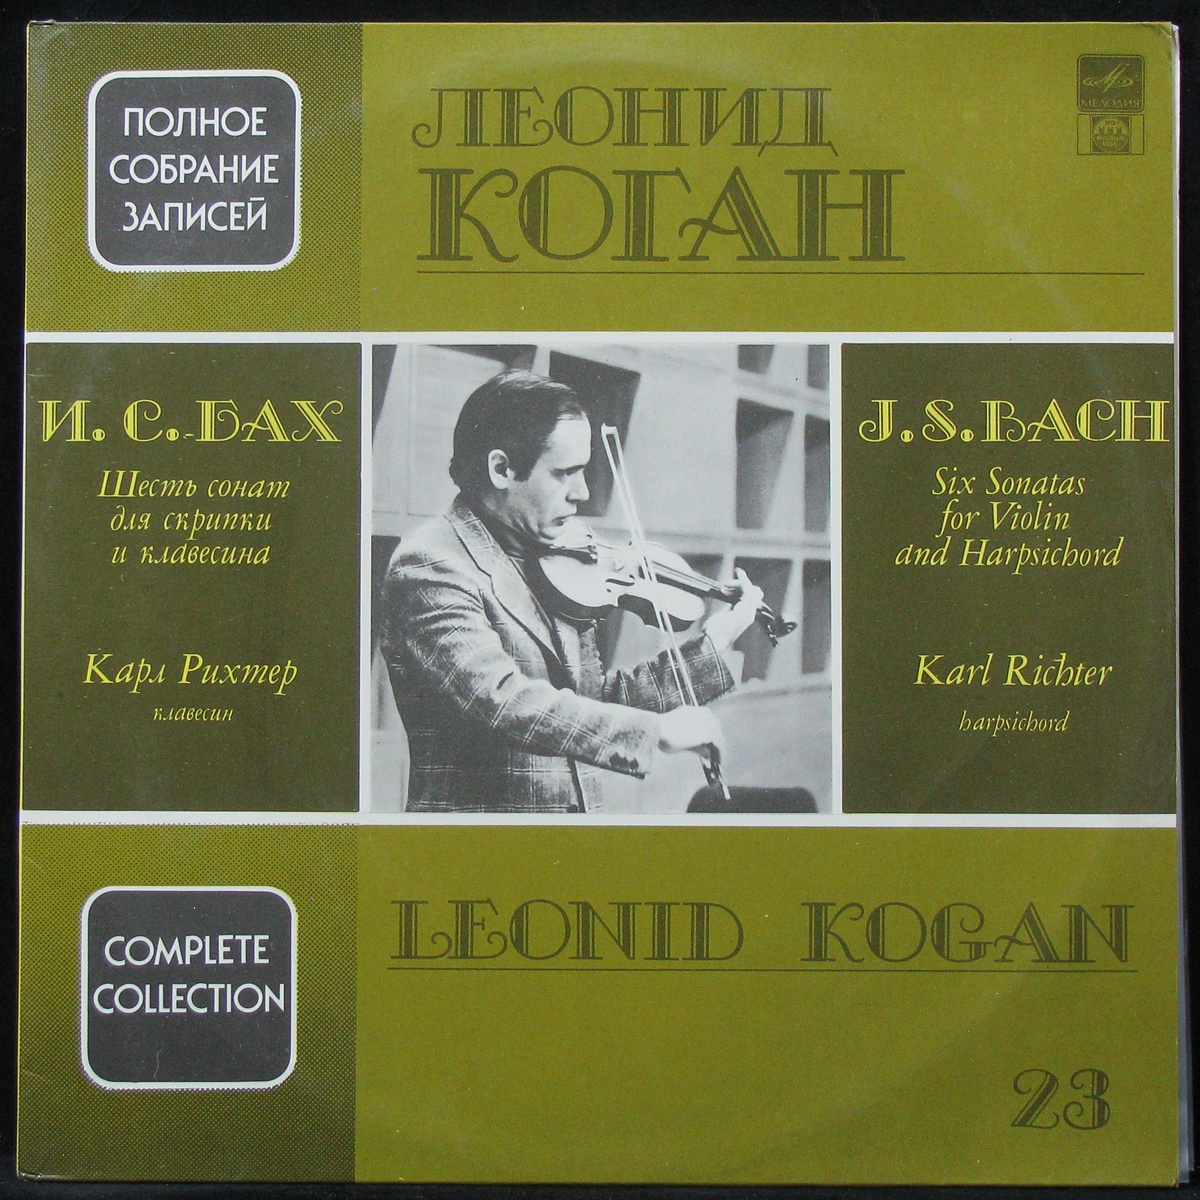 ПОЛНОЕ
СОБРАНИЕ
ЗАПИСЕЙ
ЛЕОНИД
КОГАН
МЕЛОДИЯ
И. С. БАХ
Шесть сонат
для скрипки
и клавесина
Карл Рихтер
клавесин
J. S. BACH
Six Sonatas
for Violin
and Harpsichord
Karl Richter
harpsichord
COMPLETE
COLLECTION
LEONID KOGAN
23